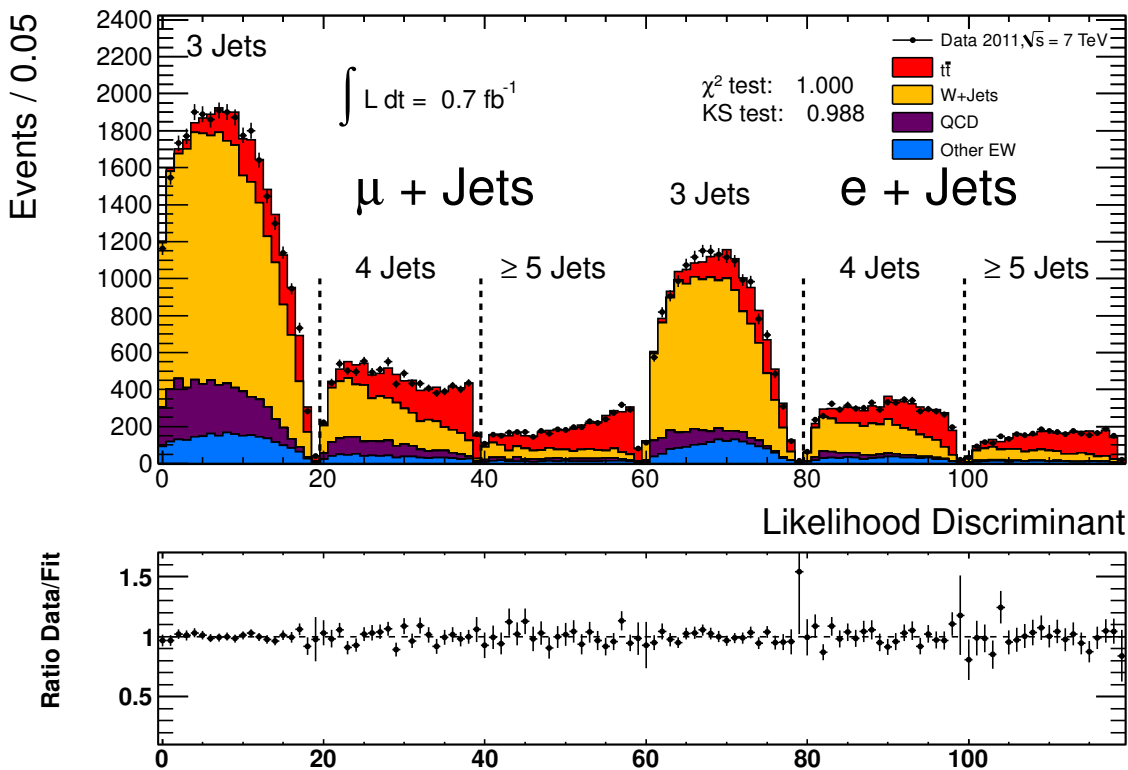 Events / 0.05
2400
2200
2000
1800
1600
1400
1200
1000
800
600
400
200
0
3 Jets
∫ L dt = 0.7 fb⁻¹
χ² test: 1.000
KS test: 0.988
Data 2011,√s = 7 TeV
tt̄
W+Jets
QCD
Other EW
μ + Jets
3 Jets
e + Jets
4 Jets
≥ 5 Jets
4 Jets
≥ 5 Jets
0 20 40 60 80 100
Likelihood Discriminant
Ratio Data/Fit
1.5
1
0.5
0 20 40 60 80 100